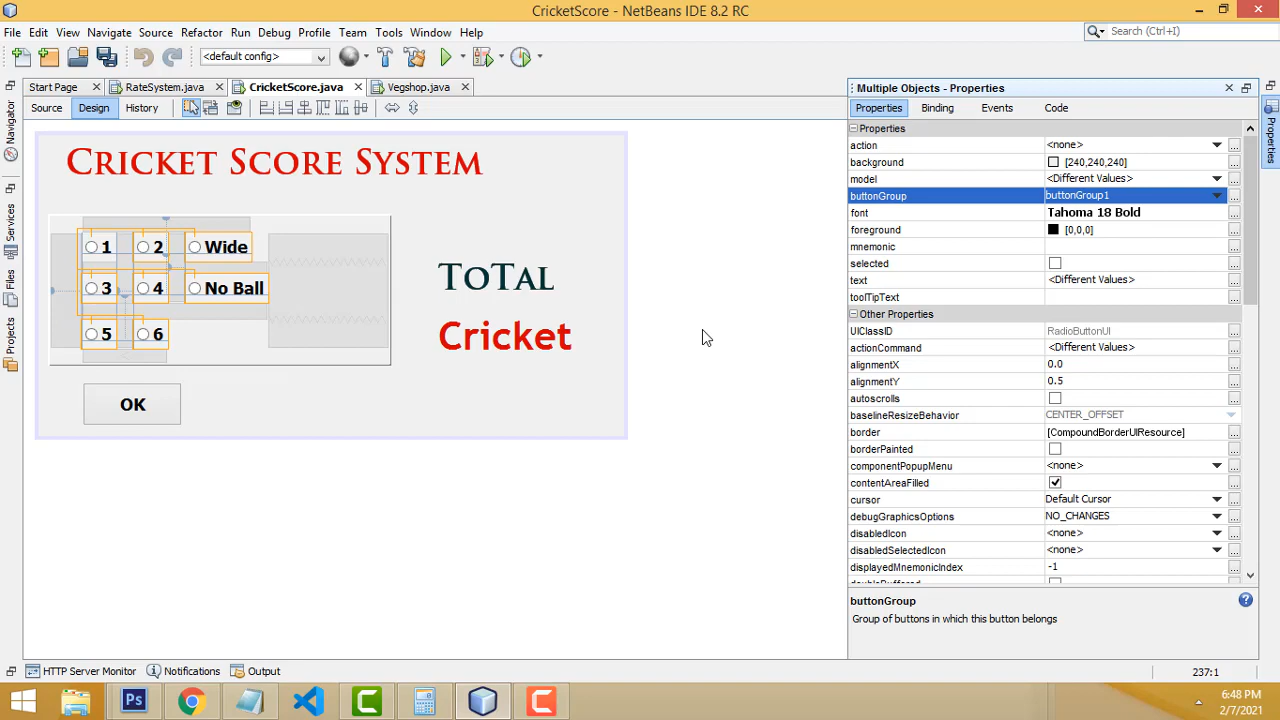 CricketScore - NetBeans IDE 8.2 RC
File Edit View Navigate Source Refactor Run Debug Profile Team Tools Window Help
Search (Ctrl+I)
<default config>
Start Page RateSystem.java CricketScore.java Vegshop.java
Source Design History
Multiple Objects - Properties
Properties Binding Events Code
Navigator
Services
Files
Projects
Cricket Score System
1 2 Wide
3 4 No Ball
5 6
OK
ToTal
Cricket
Properties
action <none>
background [240,240,240]
model <Different Values>
buttonGroup buttonGroup1
font Tahoma 18 Bold
foreground [0,0,0]
mnemonic
selected
text <Different Values>
toolTipText
Other Properties
UIClassID RadioButtonUI
actionCommand <Different Values>
alignmentX 0.0
alignmentY 0.5
autoscrolls
baselineResizeBehavior CENTER_OFFSET
border [CompoundBorderUIResource]
borderPainted
componentPopupMenu <none>
contentAreaFilled
cursor Default Cursor
debugGraphicsOptions NO_CHANGES
disabledIcon <none>
disabledSelectedIcon <none>
displayedMnemonicIndex -1
buttonGroup
Group of buttons in which this button belongs
Properties
HTTP Server Monitor Notifications Output
237:1
Ps
6:48 PM
2/7/2021